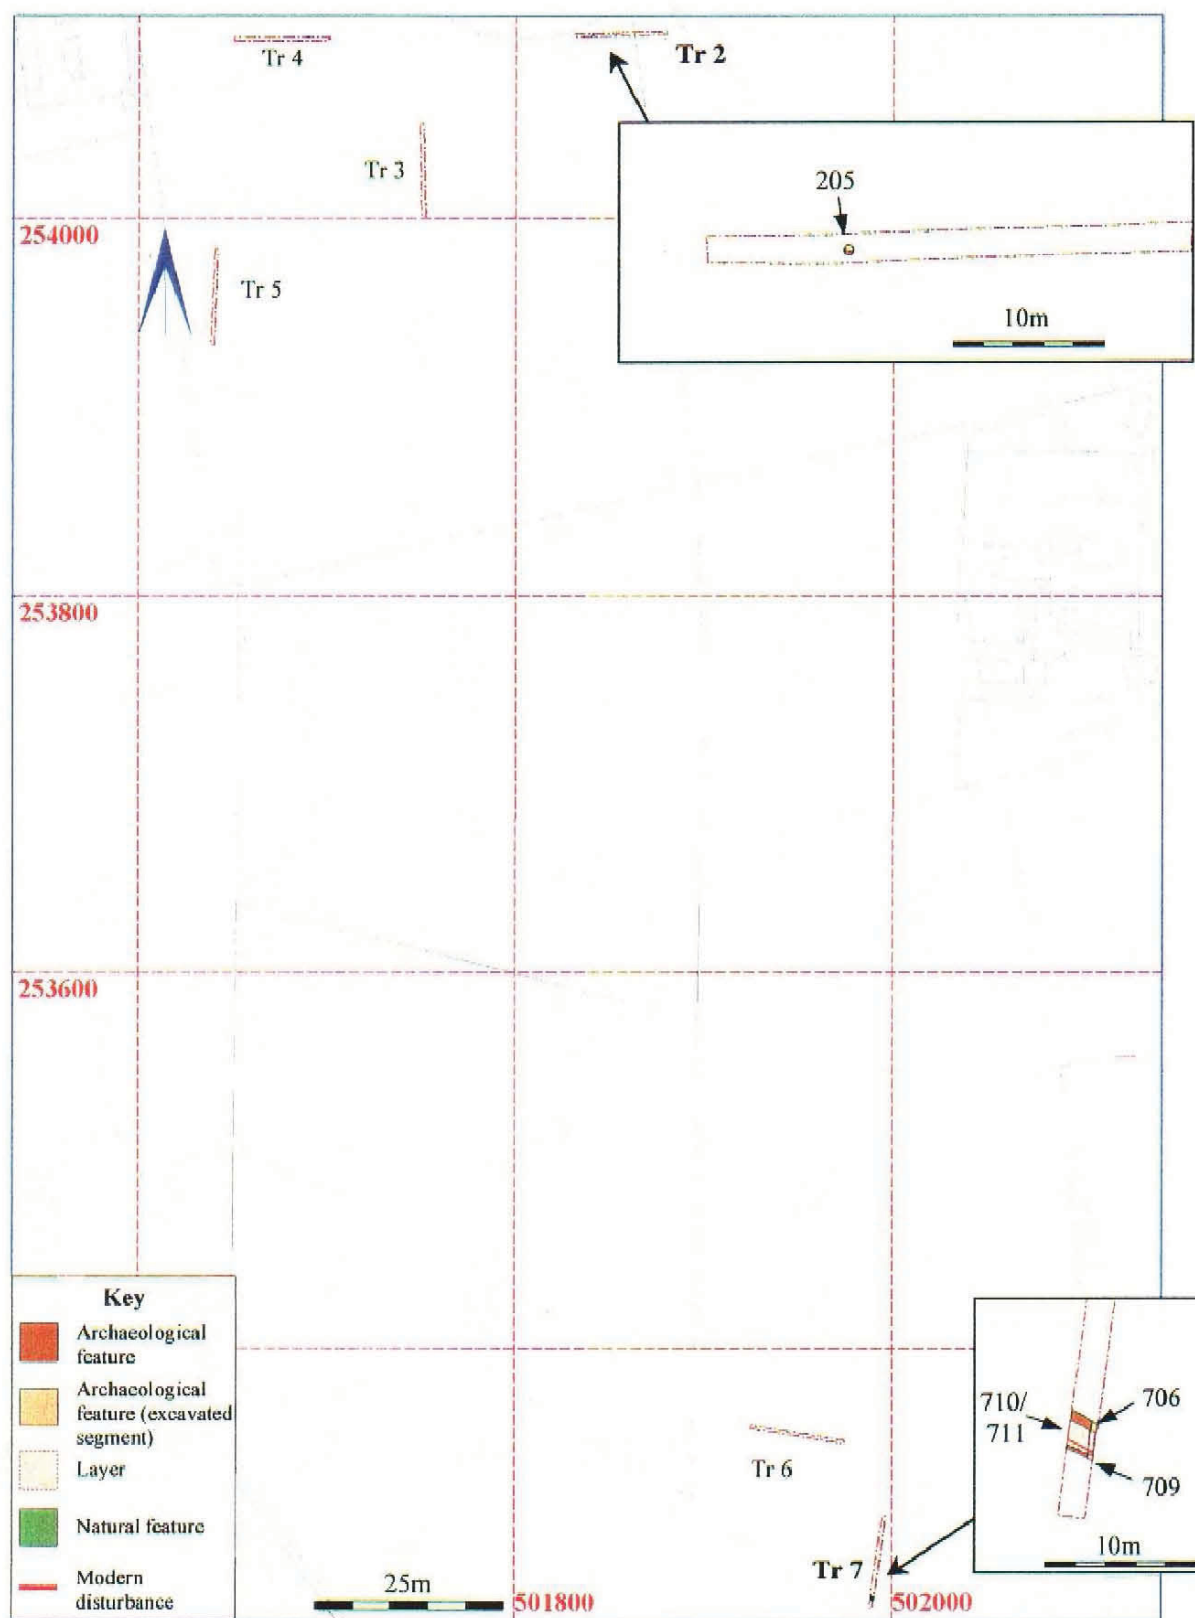 Tr 4
Tr 2
Tr 3
205
254000
Tr 5
10m
253800
253600
Key
Archaeological
feature
Archaeological
feature (excavated
segment)
Layer
Natural feature
Modern
disturbance
710/
711
706
709
10m
Tr 6
Tr 7
25m
501800
502000